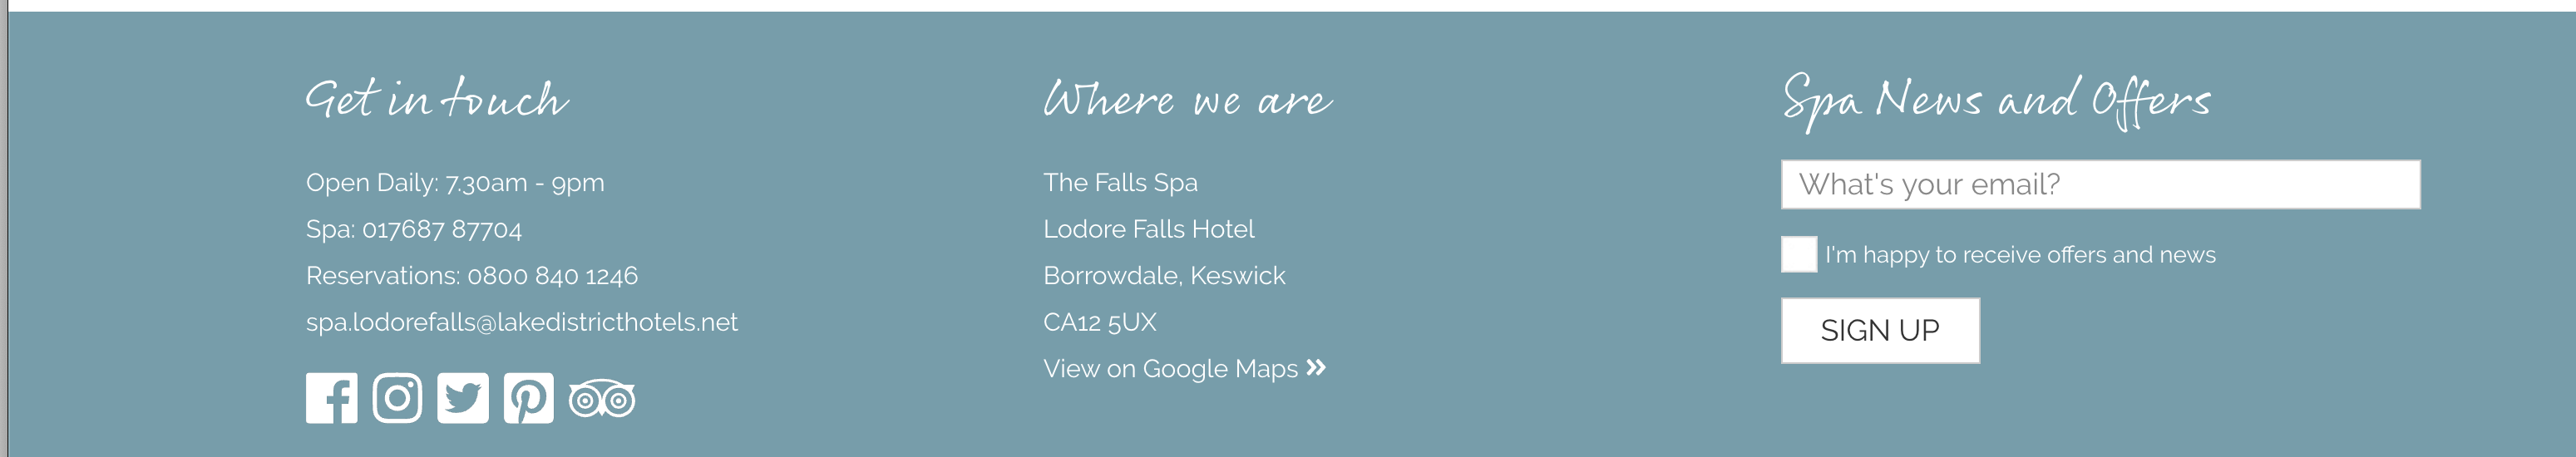 Get in touch
Open Daily: 7.30am - 9pm
Spa: 017687 87704
Reservations: 0800 840 1246
spa.lodorefalls@lakedistricthotels.net
Where we are
The Falls Spa
Lodore Falls Hotel
Borrowdale, Keswick
CA12 5UX
View on Google Maps »
Spa News and Offers
What's your email?
I'm happy to receive offers and news
SIGN UP